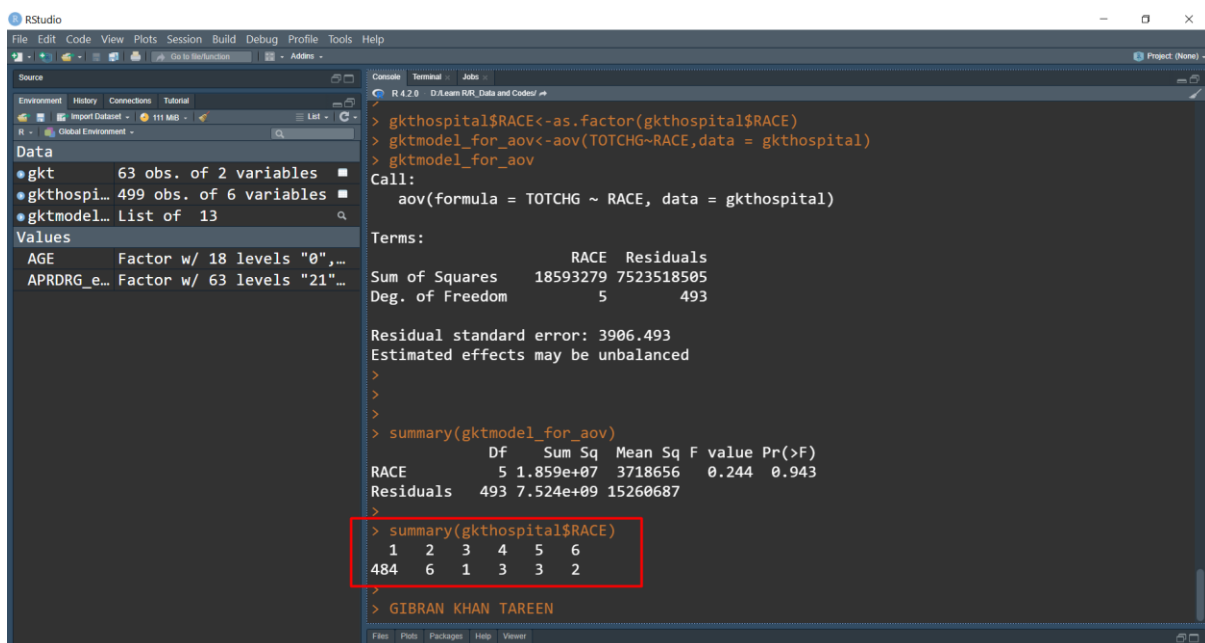 RStudio
File Edit Code View Plots Session Build Debug Profile Tools Help
Go to file/function Addins Project: (None)
Source
Environment History Connections Tutorial
Import Dataset 111 MiB List
R Global Environment
Data
gkt 63 obs. of 2 variables
gkthospi… 499 obs. of 6 variables
gktmodel… List of 13
Values
AGE Factor w/ 18 levels "0",…
APRDRG_e… Factor w/ 63 levels "21"…
Console Terminal Jobs
R 4.2.0 · D:/Learn R/R_Data and Codes/
> gkthospital$RACE<-as.factor(gkthospital$RACE)
> gktmodel_for_aov<-aov(TOTCHG~RACE,data = gkthospital)
> gktmodel_for_aov
Call:
aov(formula = TOTCHG ~ RACE, data = gkthospital)
Terms:
RACE Residuals
Sum of Squares 18593279 7523518505
Deg. of Freedom 5 493
Residual standard error: 3906.493
Estimated effects may be unbalanced
>
>
>
> summary(gktmodel_for_aov)
Df Sum Sq Mean Sq F value Pr(>F)
RACE 5 1.859e+07 3718656 0.244 0.943
Residuals 493 7.524e+09 15260687
>
> summary(gkthospital$RACE)
1 2 3 4 5 6
484 6 1 3 3 2
>
> GIBRAN KHAN TAREEN
Files Plots Packages Help Viewer